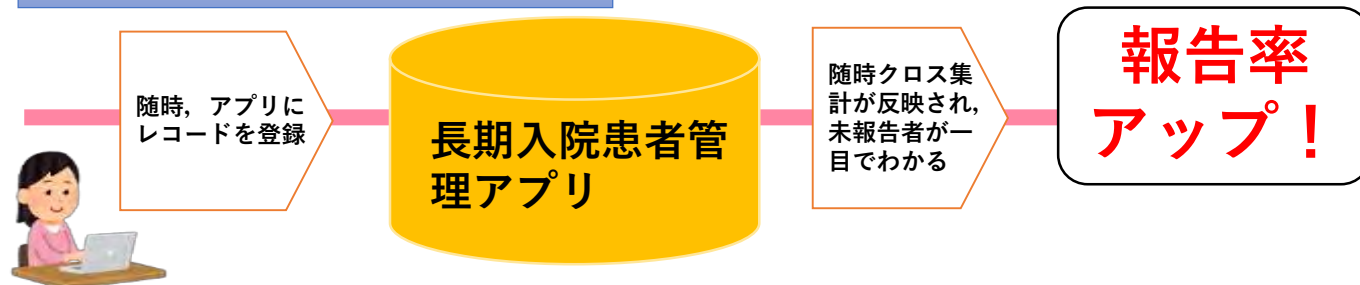 随時，アプリに
レコードを登録
長期入院患者管
理アプリ
随時クロス集
計が反映され，
未報告者が一
目でわかる
報告率
アップ！